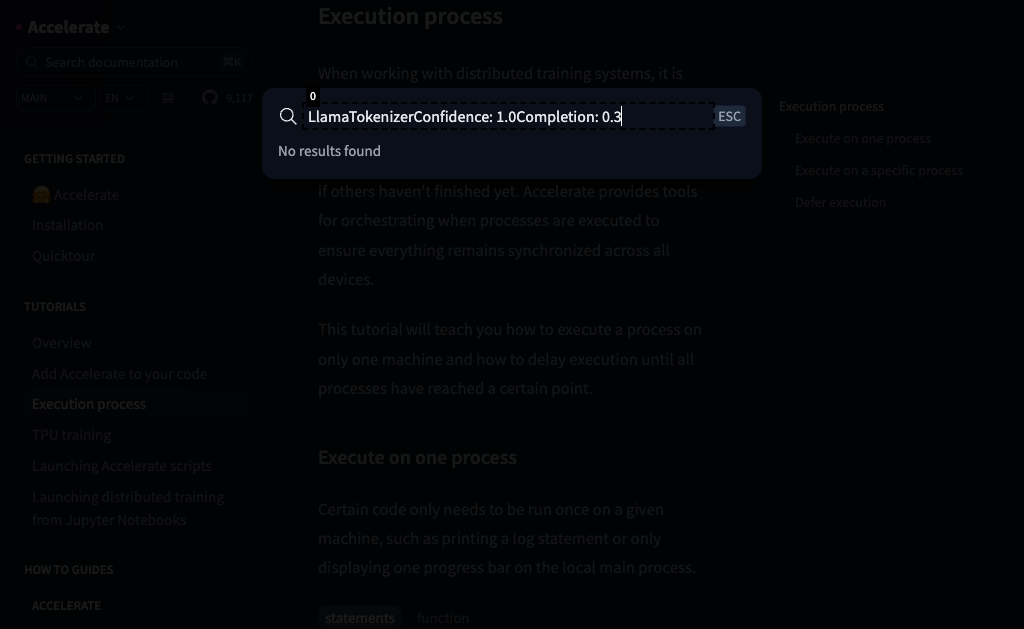 Accelerate
Search documentation
⌘K
MAIN
EN
9,117
GETTING STARTED
🤗 Accelerate
Installation
Quicktour
TUTORIALS
Overview
Add Accelerate to your code
Execution process
TPU training
Launching Accelerate scripts
Launching distributed training
from Jupyter Notebooks
HOW TO GUIDES
ACCELERATE
0
LlamaTokenizerConfidence: 1.0Completion: 0.3
ESC
No results found
Execution process
When working with distributed training systems, it is
if others haven't finished yet. Accelerate provides tools
for orchestrating when processes are executed to
ensure everything remains synchronized across all
devices.
This tutorial will teach you how to execute a process on
only one machine and how to delay execution until all
processes have reached a certain point.
Execute on one process
Certain code only needs to be run once on a given
machine, such as printing a log statement or only
displaying one progress bar on the local main process.
statements
function
Execution process
Execute on one process
Execute on a specific process
Defer execution